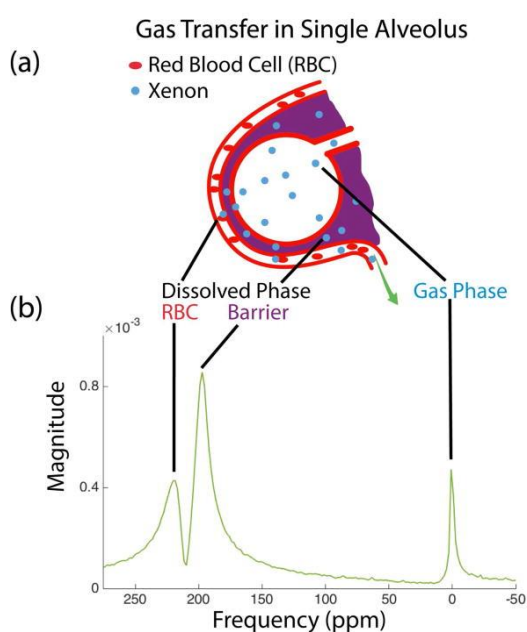 Gas Transfer in Single Alveolus
(a)
Red Blood Cell (RBC)
Xenon
Dissolved Phase
RBC Barrier
Gas Phase
(b)
×10⁻³
0.8
0.4
0
Magnitude
250 200 150 100 50 0 -50
Frequency (ppm)